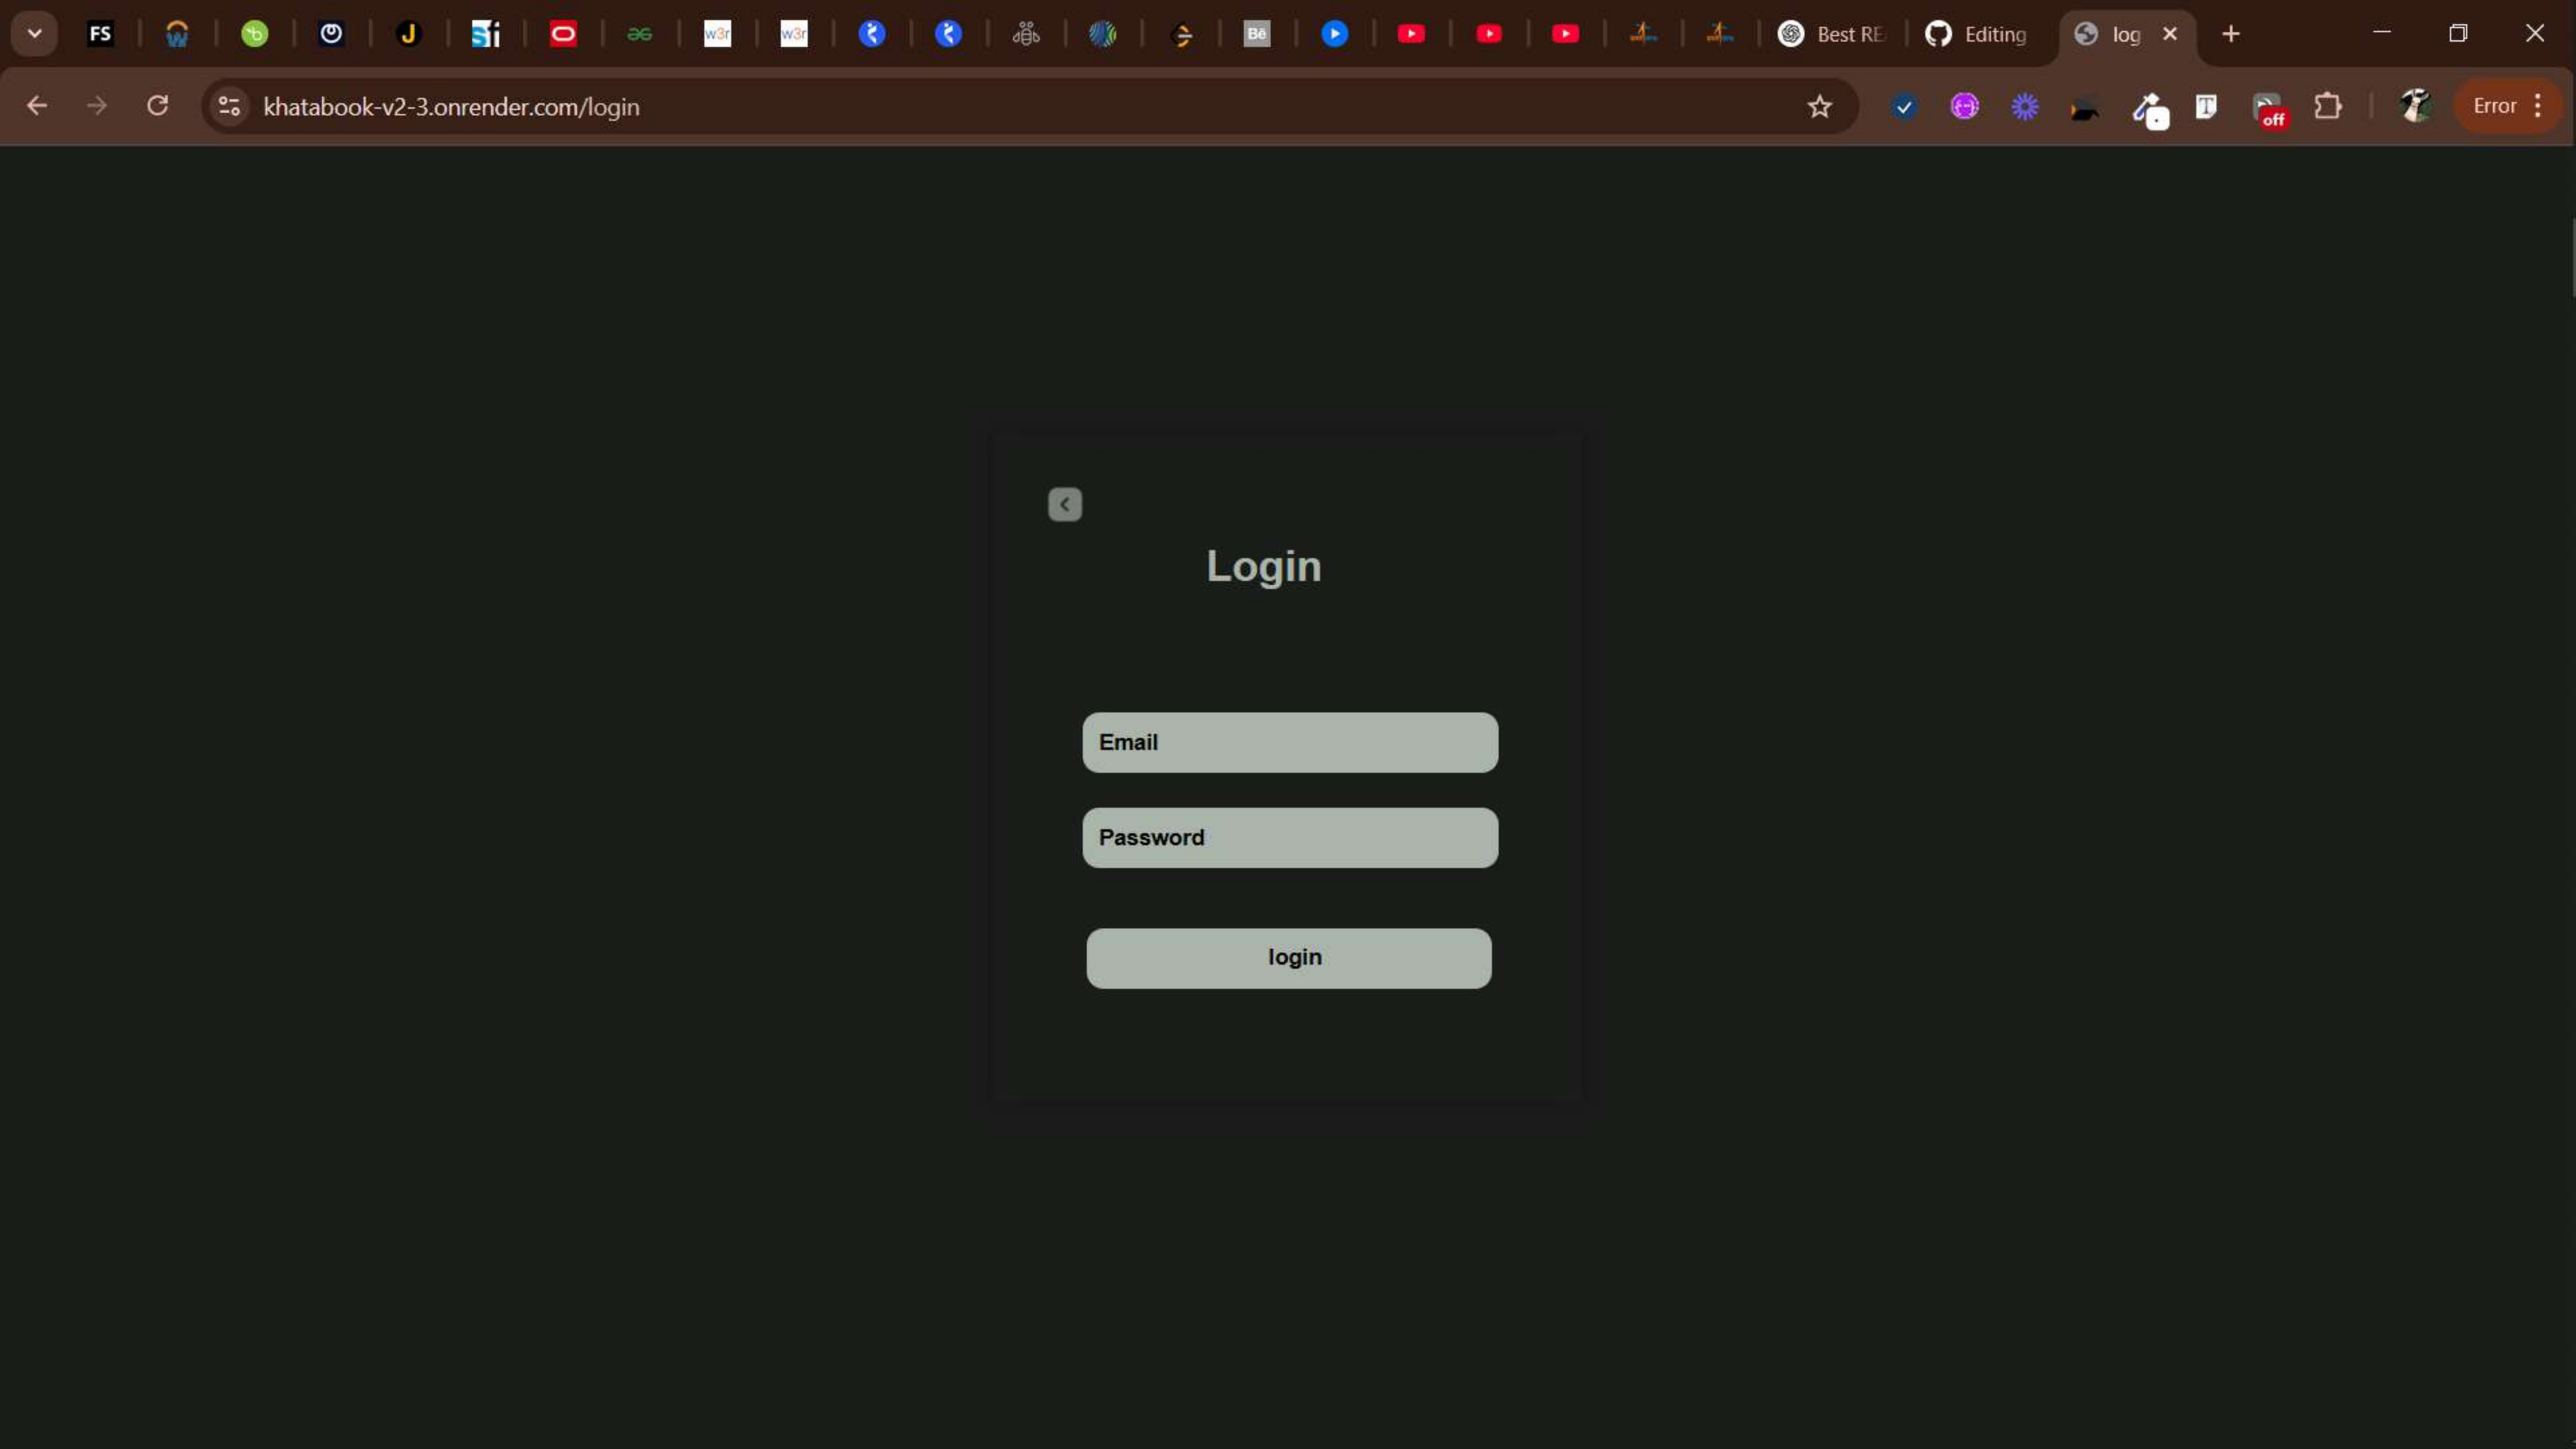 FS
J
Si
w3r
w3r
Bē
Best RE
Editing
log
khatabook-v2-3.onrender.com/login
T
off
Error
Login
Email
Password
login